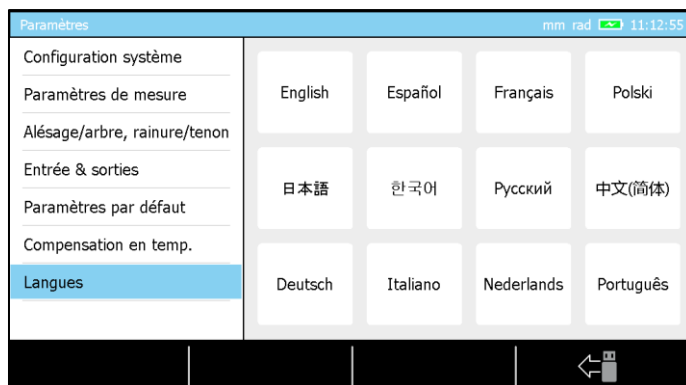 Paramètres mm rad 11:12:55
Configuration système
Paramètres de mesure
Alésage/arbre, rainure/tenon
Entrée & sorties
Paramètres par défaut
Compensation en temp.
Langues
English Español Français Polski
日本語 한국어 Русский 中文(简体)
Deutsch Italiano Nederlands Português